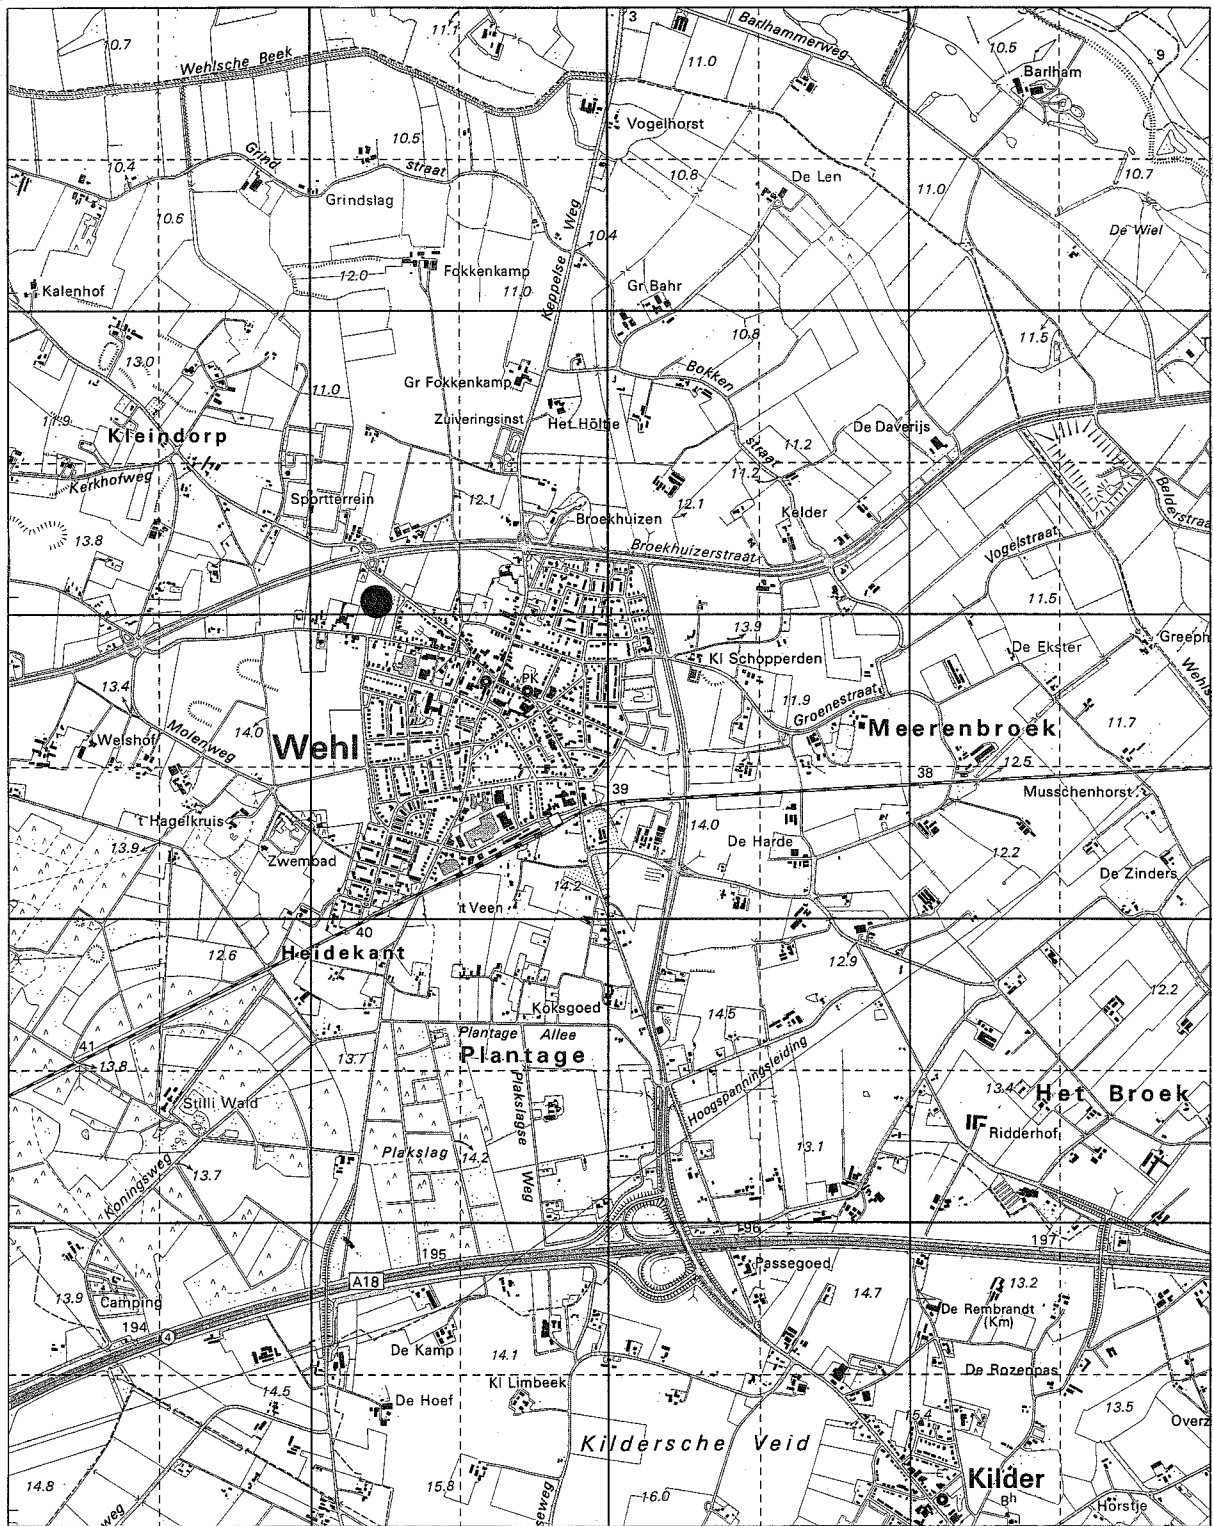 3
10.7
11.1
Barlhammerweg
10.5
9
Wehlsche Beek
11.0
Barlham
Vogelhorst
10.5
Grind
straat
10.4
10.8
De Len
11.0
10.7
Grindslag
10.6
Weg
10.4
De Wiel
12.0
Fokkenkamp
Kalenhof
11.0
Keppelse
Gr Bahr
10.8
11.5
13.0
11.0
Gr Fokkenkamp
Bokken
straat
11.9
Kleindorp
Zuiveringsinst
Het Höltje
De Daverijs
11.2
Kerkhofweg
11.2
Sportterrein
12.1
12.1
Belderstraa
Broekhuizen
Kelder
13.8
Broekhuizerstraat
Vogelstraat
11.5
13.9
De Ekster
Greeph
Kl Schopperden
Wehls
PK
13.4
11.9
Groenestraat
11.7
Molenweg
14.0
Welshof
Wehl
Meerenbroek
12.5
38
39
Musschenhorst
't Hagelkruis
14.0
13.9
De Harde
Zwembad
12.2
De Zinders
14.2
't Veen
40
12.6
Heidekant
12.9
12.2
Koksgoed
14.5
Plantage Allee
41
13.7
Plantage
13.8
Hoogspanningsleiding
Plakslagse
Weg
13.4
Het Broek
Stilli Wald
Ridderhof
Plakslag
14.2
13.1
Koningsweg
13.7
195
196
197
A18
Passegoed
13.9
Camping
14.7
13.2
De Rembrandt
(Km)
194
4
De Kamp
14.1
De Rozenpas
Kl Limbeek
14.5
De Hoef
13.5
15.4
Overz
Kildersche Veld
14.8
15.8
Kilder
16.0
Bh
Horstje
weg
seweg